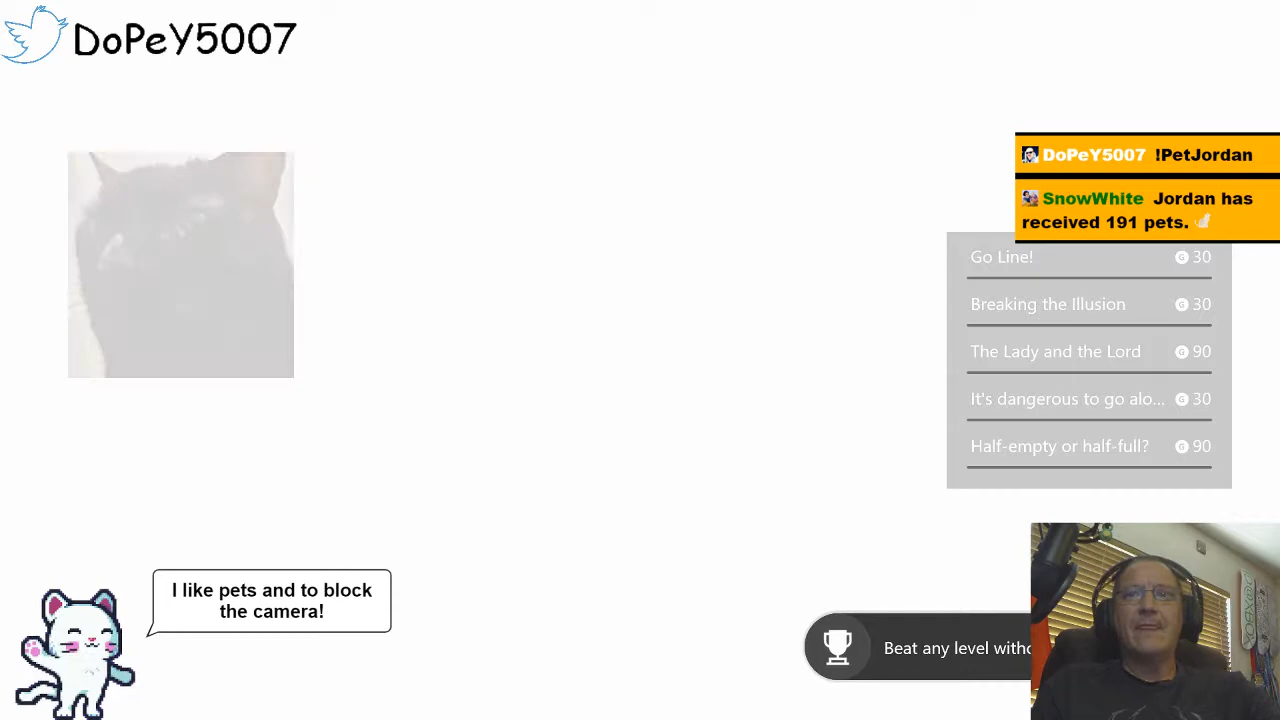 DoPeY5007
DoPeY5007 !PetJordan
SnowWhite Jordan has
received 191 pets.
Go Line! G 30
Breaking the Illusion G 30
The Lady and the Lord G 90
It's dangerous to go alo... G 30
Half-empty or half-full? G 90
I like pets and to block
the camera!
Beat any level